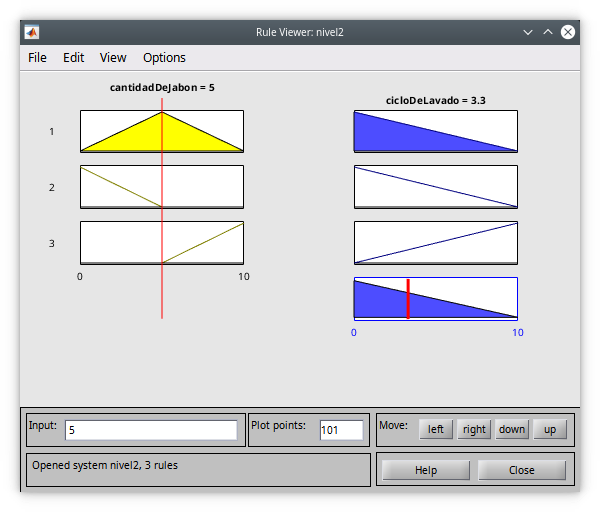 Rule Viewer: nivel2
File Edit View Options
cantidadDeJabon = 5
cicloDeLavado = 3.3
1
2
3
0 10
0 10
Input: 5 Plot points: 101 Move: left right down up
Opened system nivel2, 3 rules Help Close